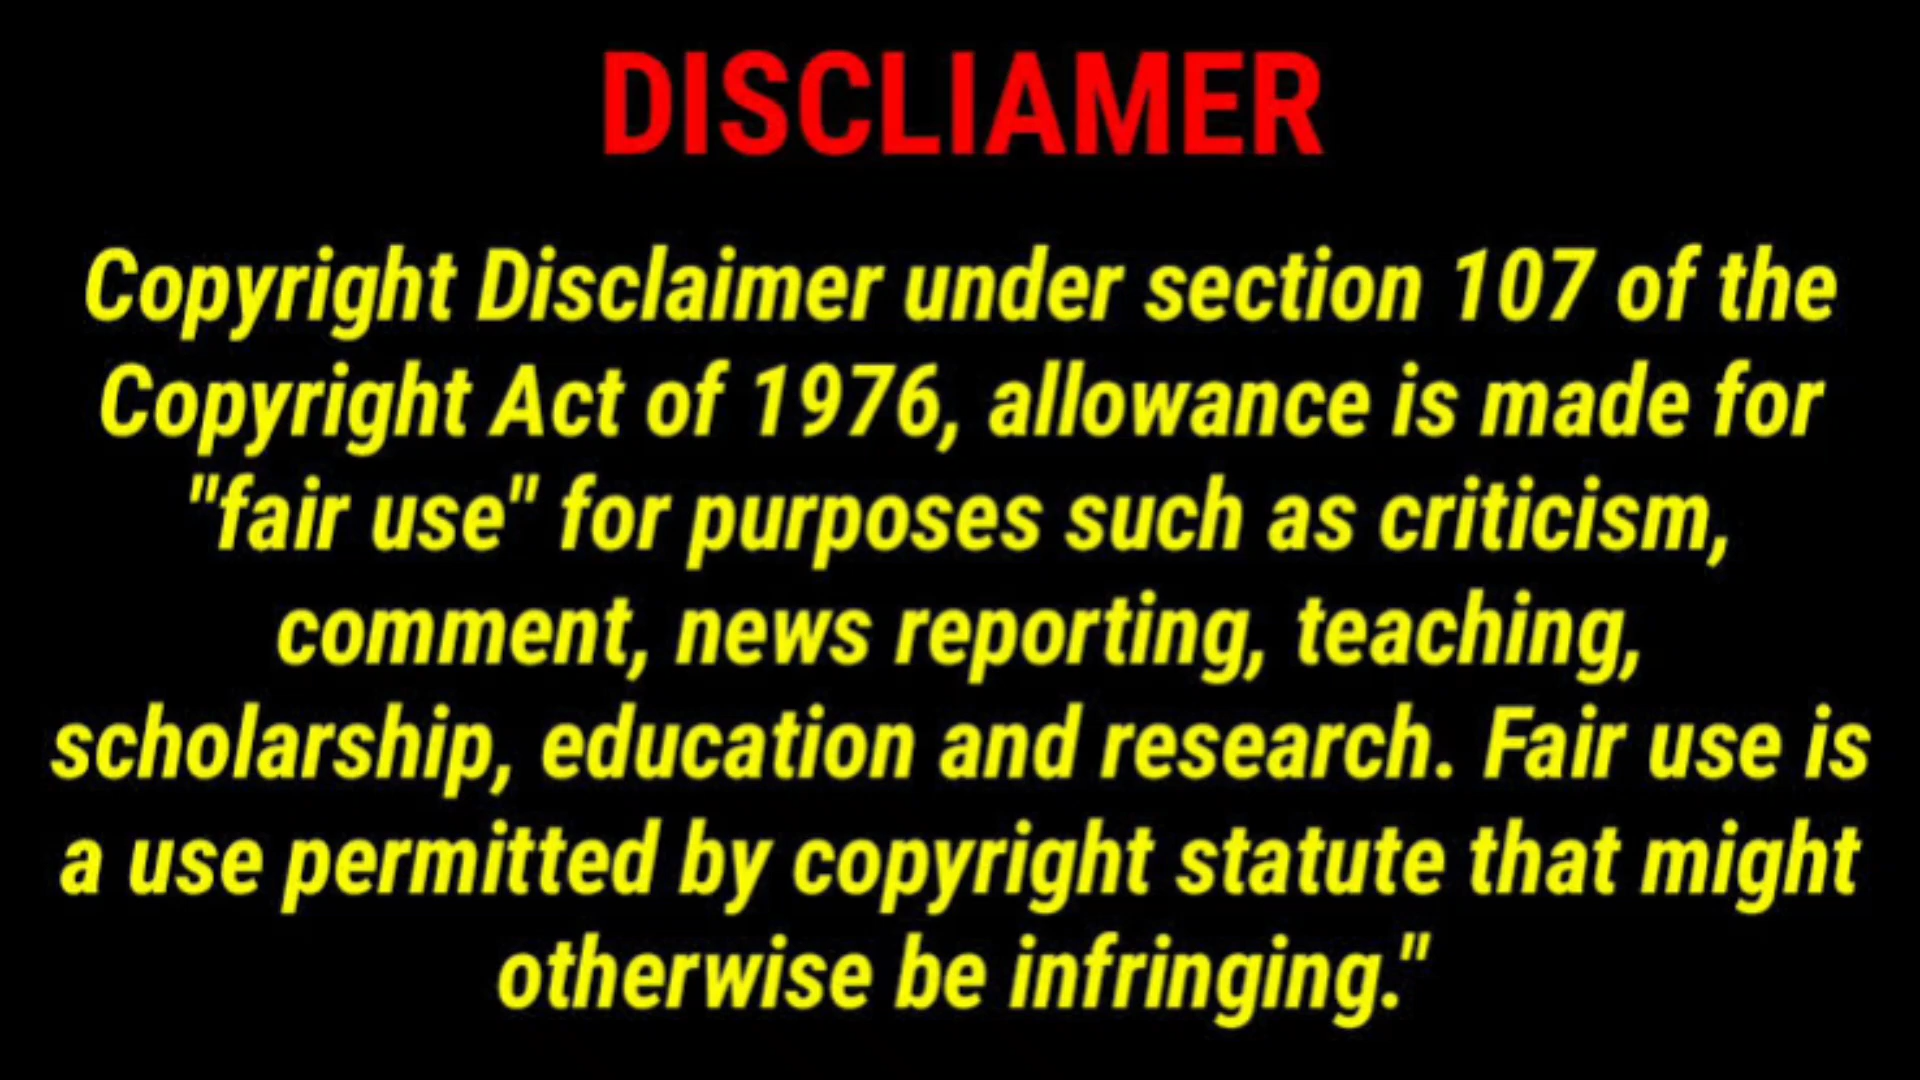 DISCLIAMER
Copyright Disclaimer under section 107 of the
Copyright Act of 1976, allowance is made for
"fair use" for purposes such as criticism,
comment, news reporting, teaching,
scholarship, education and research. Fair use is
a use permitted by copyright statute that might
otherwise be infringing."